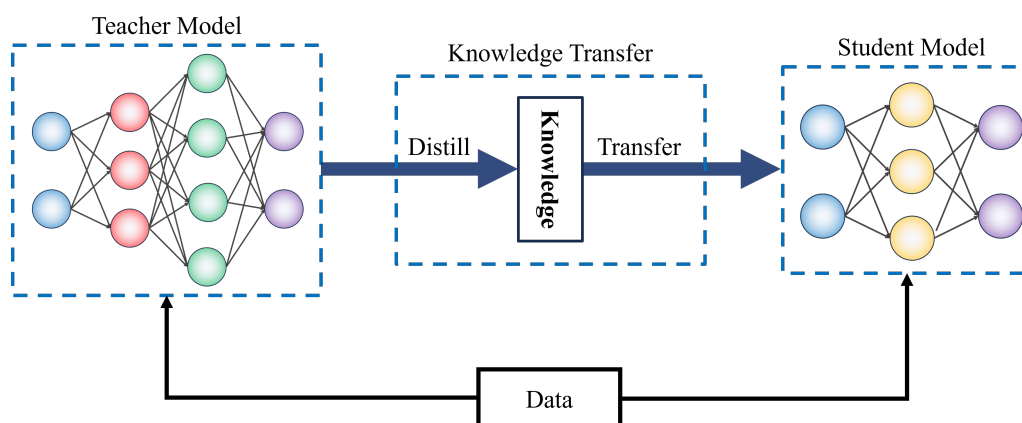 Teacher Model
Knowledge Transfer
Student Model
Distill
Knowledge
Transfer
Data